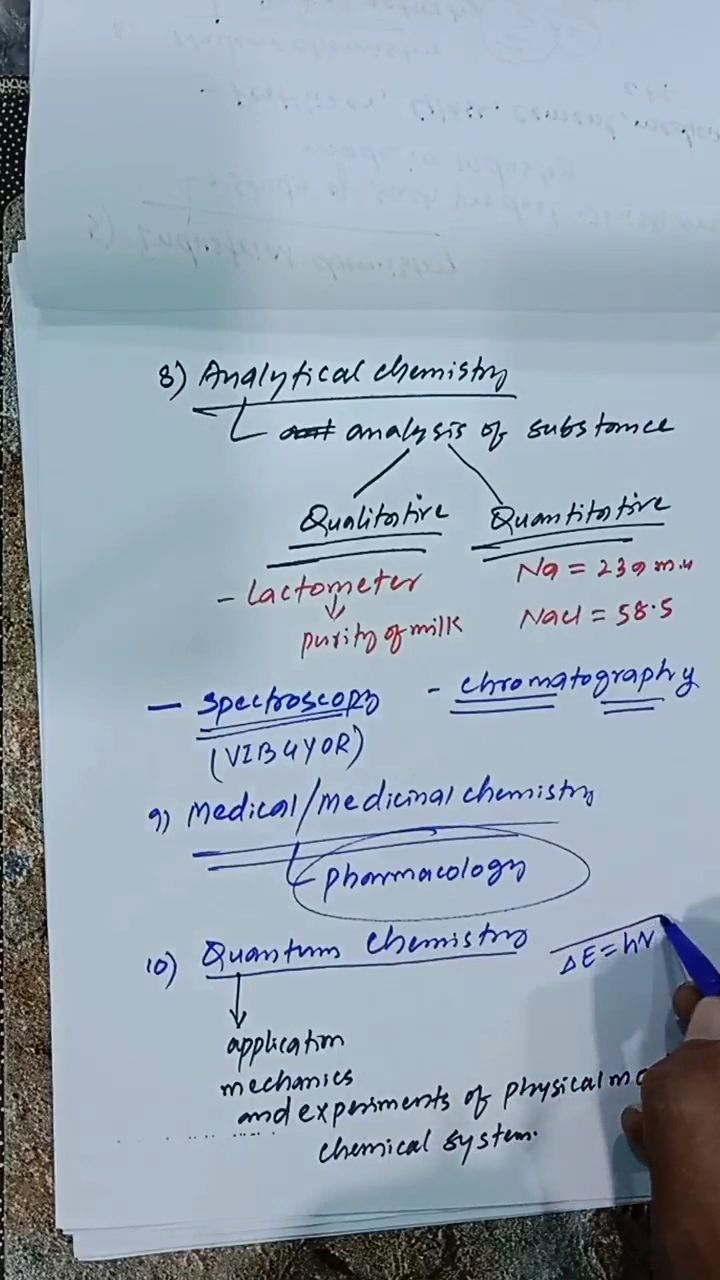 8) Analytical chemistry
analysis of substance
Qualitative Quantitative
- Lactometer Na = 23 a m.u
purity of milk NaCl = 58.5
- Spectroscopy - chromatography
(VIBGYOR)
9) Medical/Medicinal chemistry
Pharmacology
10) Quantum chemistry ΔE=hν
application
mechanics
and experiments of physical
chemical system.